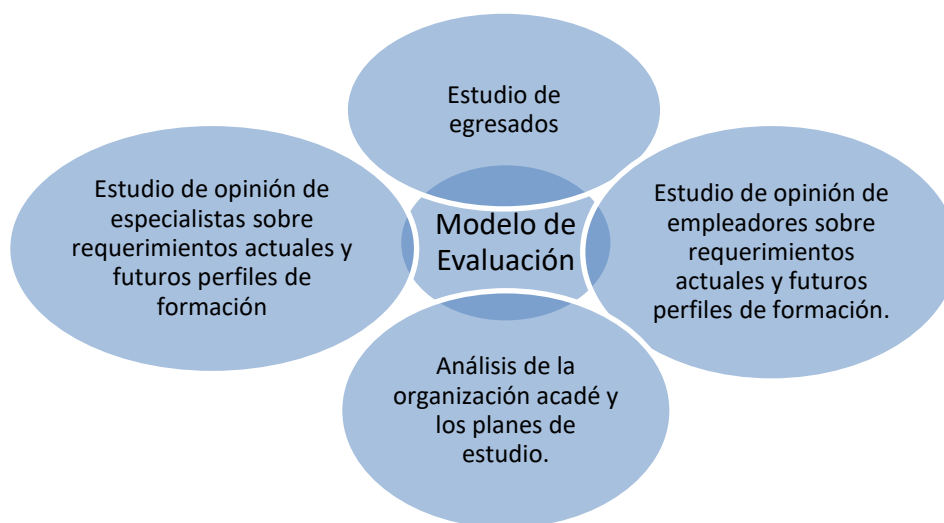 Estudio de
egresados
Estudio de opinión de
especialistas sobre
requerimientos actuales y
futuros perfiles de
formación
Modelo de
Evaluación
Estudio de opinión de
empleadores sobre
requerimientos
actuales y futuros
perfiles de formación.
Análisis de la
organización acadé y
los planes de
estudio.